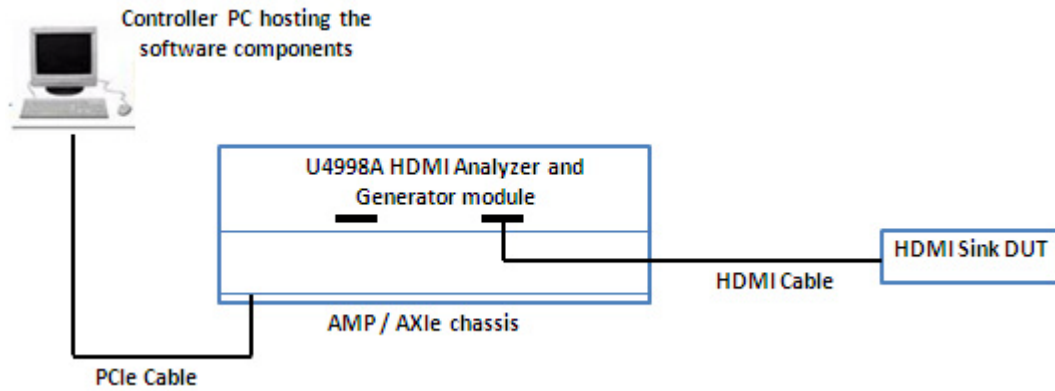 Controller PC hosting the
software components
U4998A HDMI Analyzer and
Generator module
HDMI Sink DUT
HDMI Cable
AMP / AXIe chassis
PCIe Cable